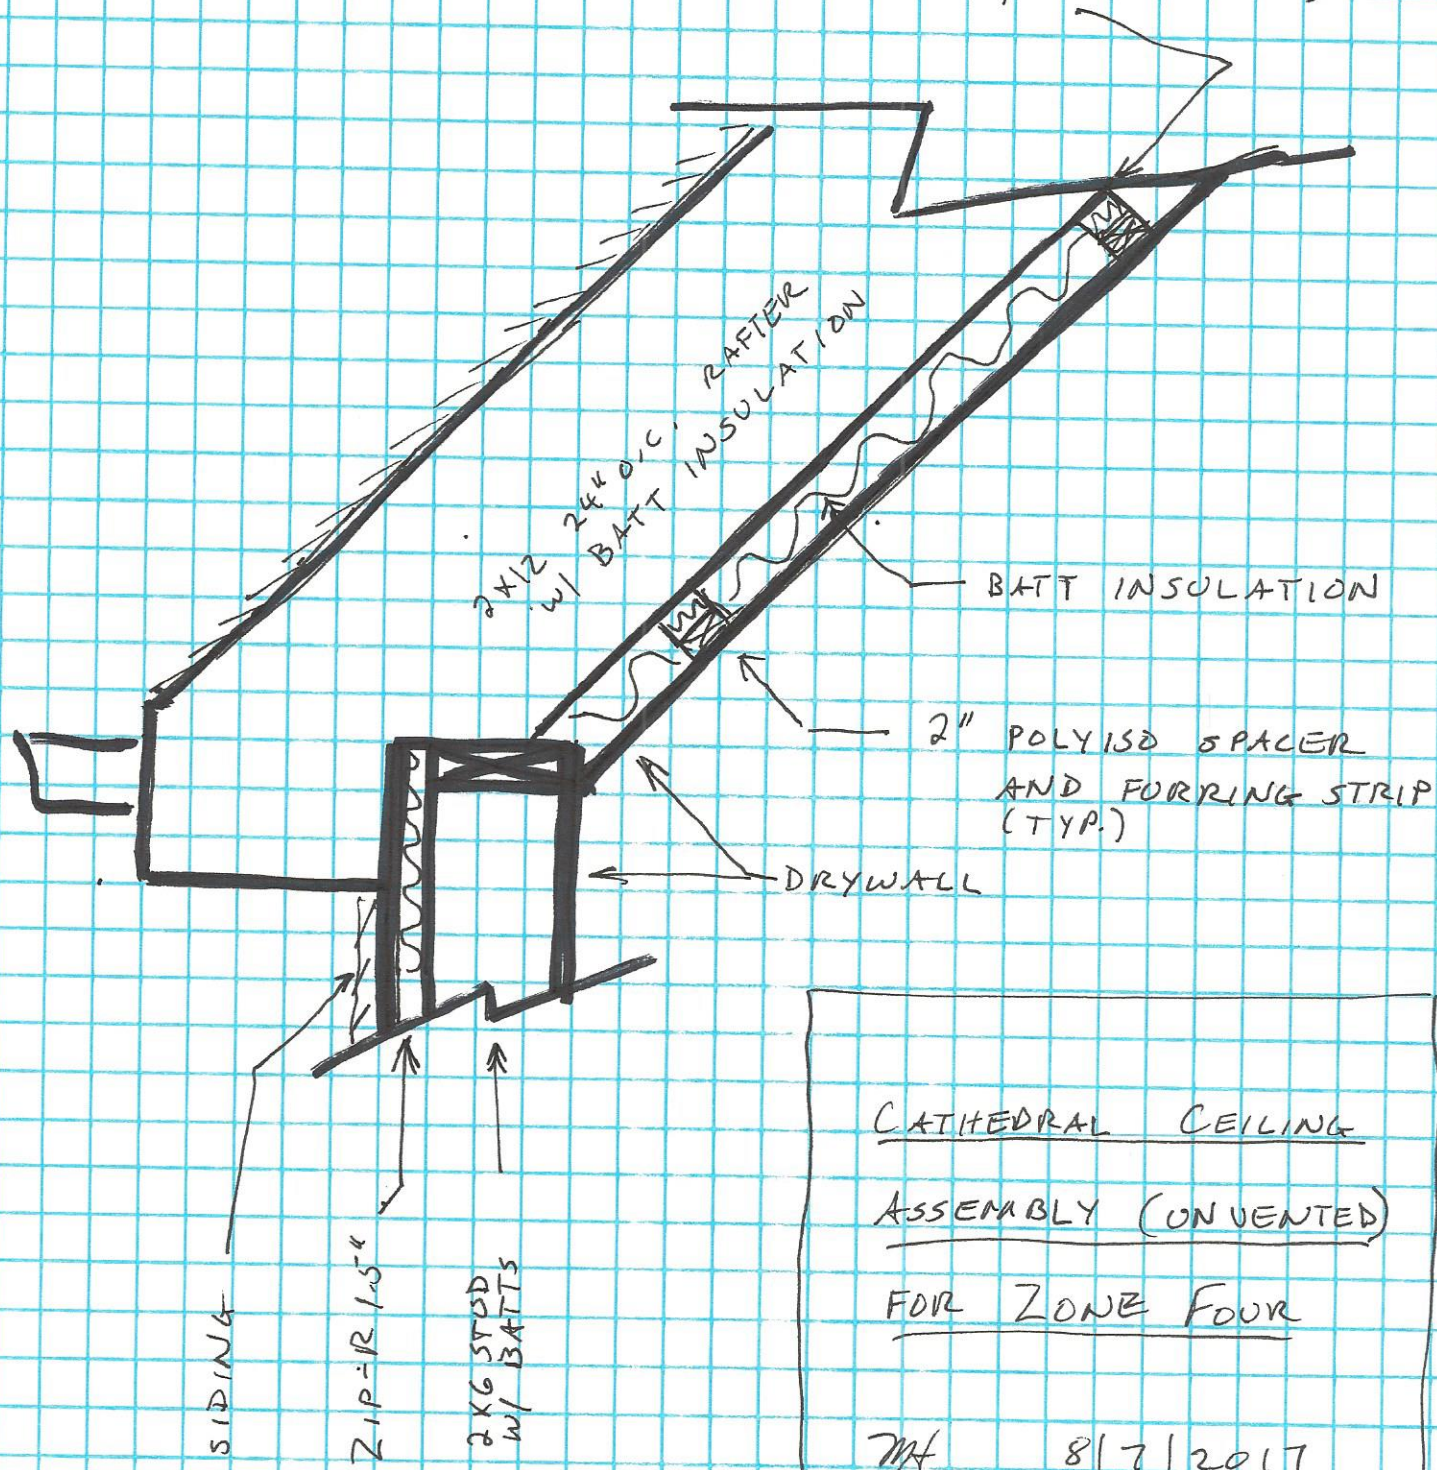 2X12 24" O.C. RAFTER
W/ BATT INSULATION
BATT INSULATION
2" POLYISO SPACER
AND FURRING STRIP
(TYP.)
DRYWALL
SIDING
ZIP-R 1.5"
2X6 STUD
W/ BATTS
CATHEDRAL CEILING
ASSEMBLY (UNVENTED)
FOR ZONE FOUR
8/7/2017